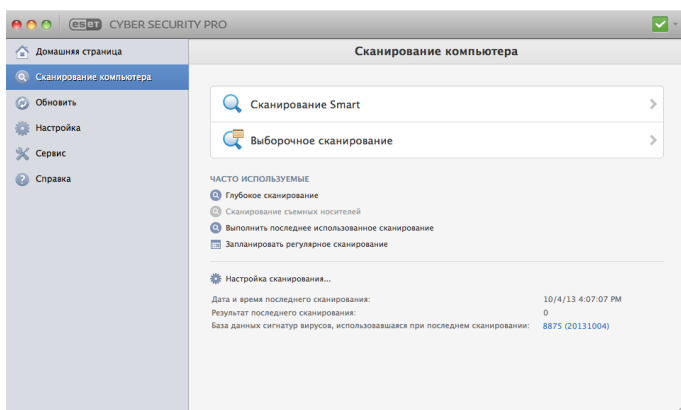 eset CYBER SECURITY PRO
Домашняя страница
Сканирование компьютера
Обновить
Настройка
Сервис
Справка
Сканирование компьютера
Сканирование Smart
Выборочное сканирование
ЧАСТО ИСПОЛЬЗУЕМЫЕ
Глубокое сканирование
Сканирование съемных носителей
Выполнить последнее использованное сканирование
Запланировать регулярное сканирование
Настройка сканирования...
Дата и время последнего сканирования: 10/4/13 4:07:07 PM
Результат последнего сканирования: 0
База данных сигнатур вирусов, использовавшаяся при последнем сканировании: 8875 (20131004)